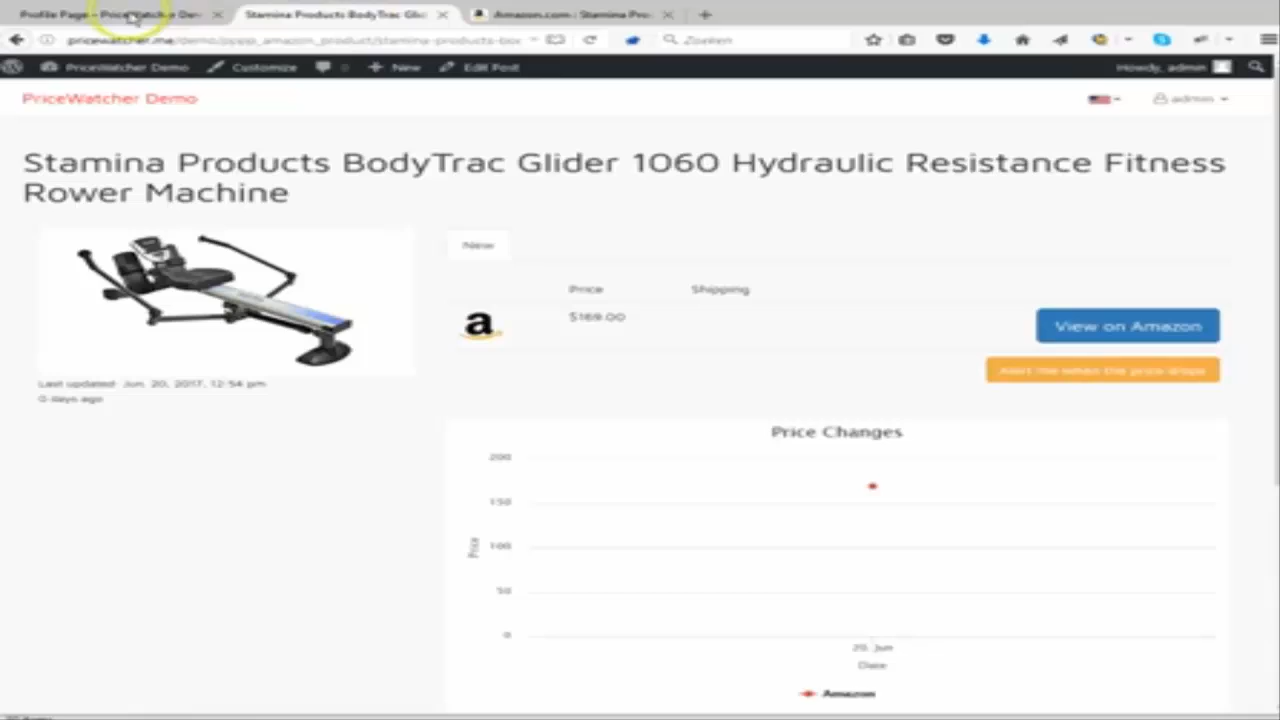 Profile Page – PriceWatcher Dem
Stamina Products BodyTrac Glid
Amazon.com : Stamina Pro
pricewatcher.me/demo/pppp_amazon_product/stamina-products-bo
Zoeken
PriceWatcher Demo
Customize
0
New
Edit Post
Howdy, admin
PriceWatcher Demo
admin
Stamina Products BodyTrac Glider 1060 Hydraulic Resistance Fitness
Rower Machine
New
Price
Shipping
$169.00
View on Amazon
Alert me when the price drops
Last updated: Jun. 20, 2017, 12:54 pm
0 days ago
Price Changes
200
150
100
50
0
Price
20. Jun
Date
Amazon